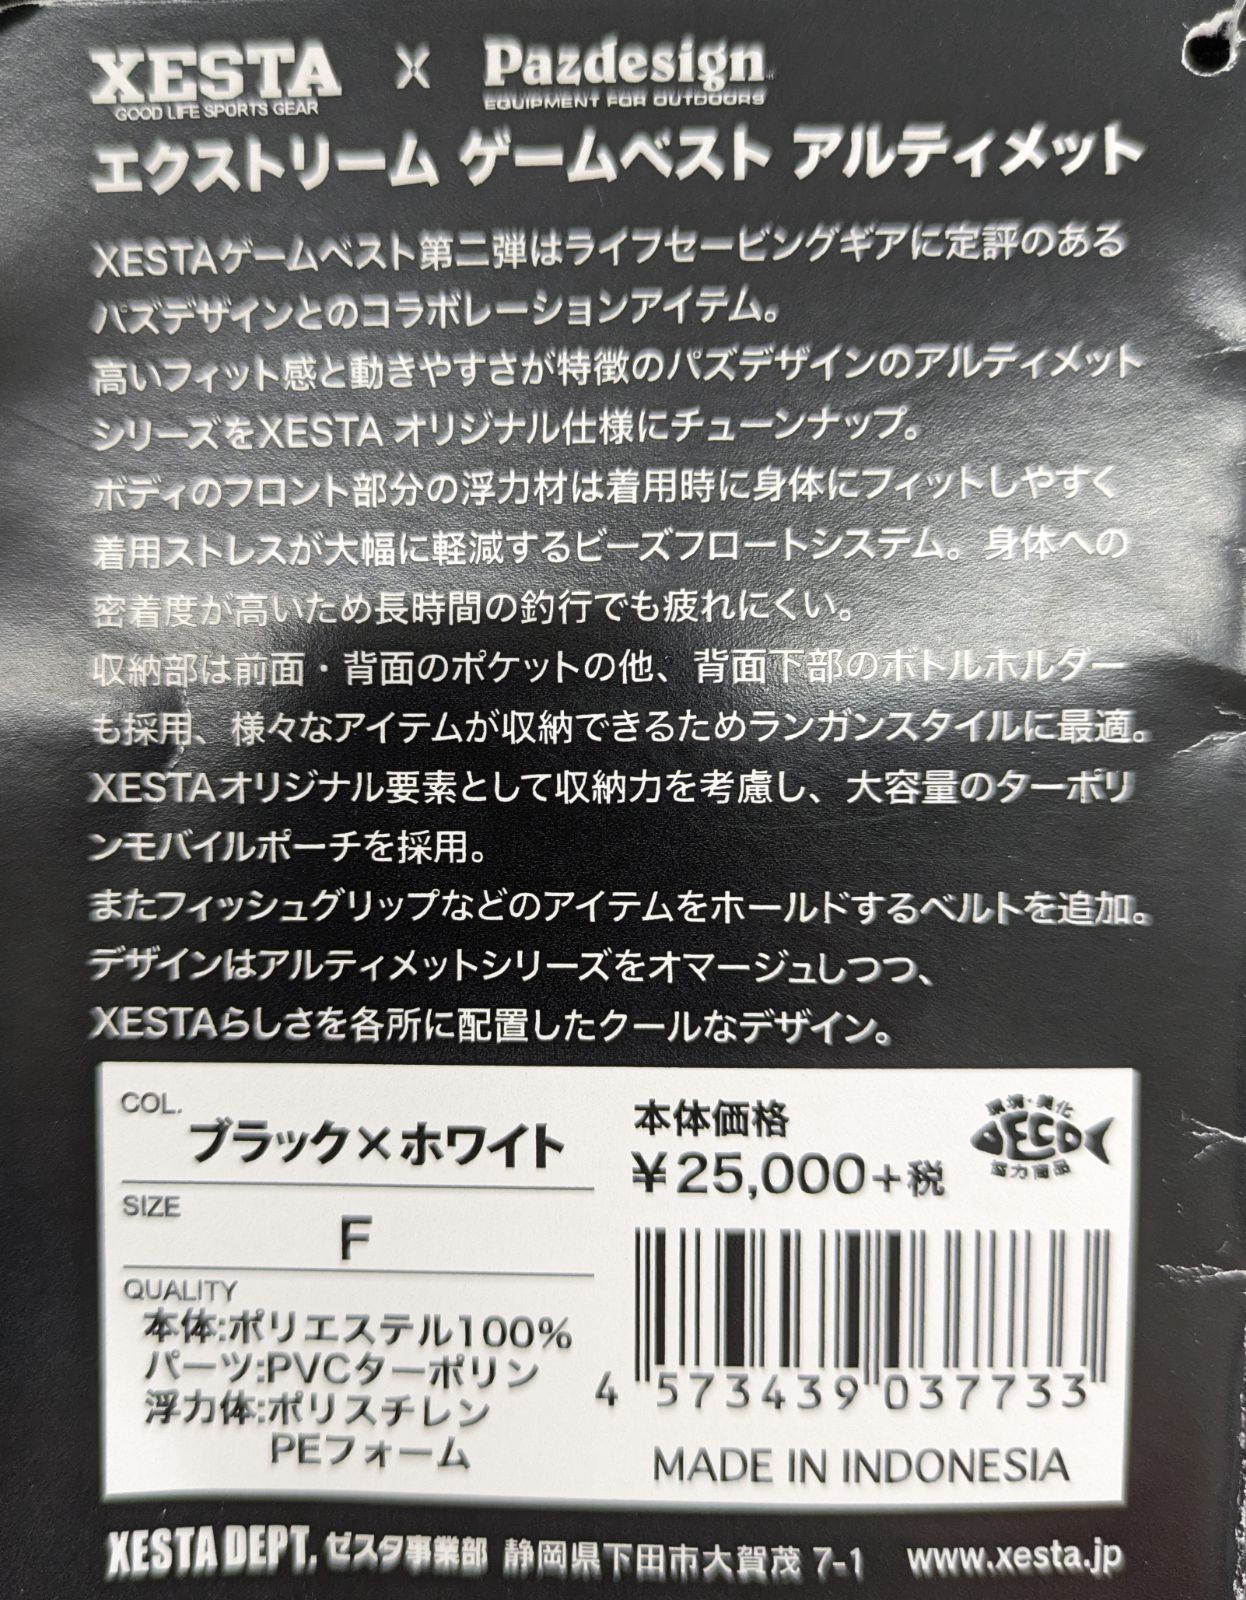 XESTA × Pazdesign
GOOD LIFE SPORTS GEAR EQUIPMENT FOR OUTDOORS
エクストリーム ゲームベスト アルティメット
XESTAゲームベスト第二弾はライフセービングギアに定評のある
パズデザインとのコラボレーションアイテム。
高いフィット感と動きやすさが特徴のパズデザインのアルティメット
シリーズをXESTA オリジナル仕様にチューンナップ。
ボディのフロント部分の浮力材は着用時に身体にフィットしやすく
着用ストレスが大幅に軽減するビーズフロートシステム。身体への
密着度が高いため長時間の釣行でも疲れにくい。
収納部は前面・背面のポケットの他、背面下部のボトルホルダー
も採用、様々なアイテムが収納できるためランガンスタイルに最適。
XESTAオリジナル要素として収納力を考慮し、大容量のターポリ
ンモバイルポーチを採用。
またフィッシュグリップなどのアイテムをホールドするベルトを追加。
デザインはアルティメットシリーズをオマージュしつつ、
XESTAらしさを各所に配置したクールなデザイン。
COL.
ブラック×ホワイト
SIZE
F
QUALITY
本体:ポリエステル100%
パーツ:PVCターポリン
浮力体:ポリスチレン
PEフォーム
本体価格
¥25,000+税
環境・美化
DECO
協力商品
4 573439 037733
MADE IN INDONESIA
XESTA DEPT. ゼスタ事業部 静岡県下田市大賀茂 7-1 www.xesta.jp